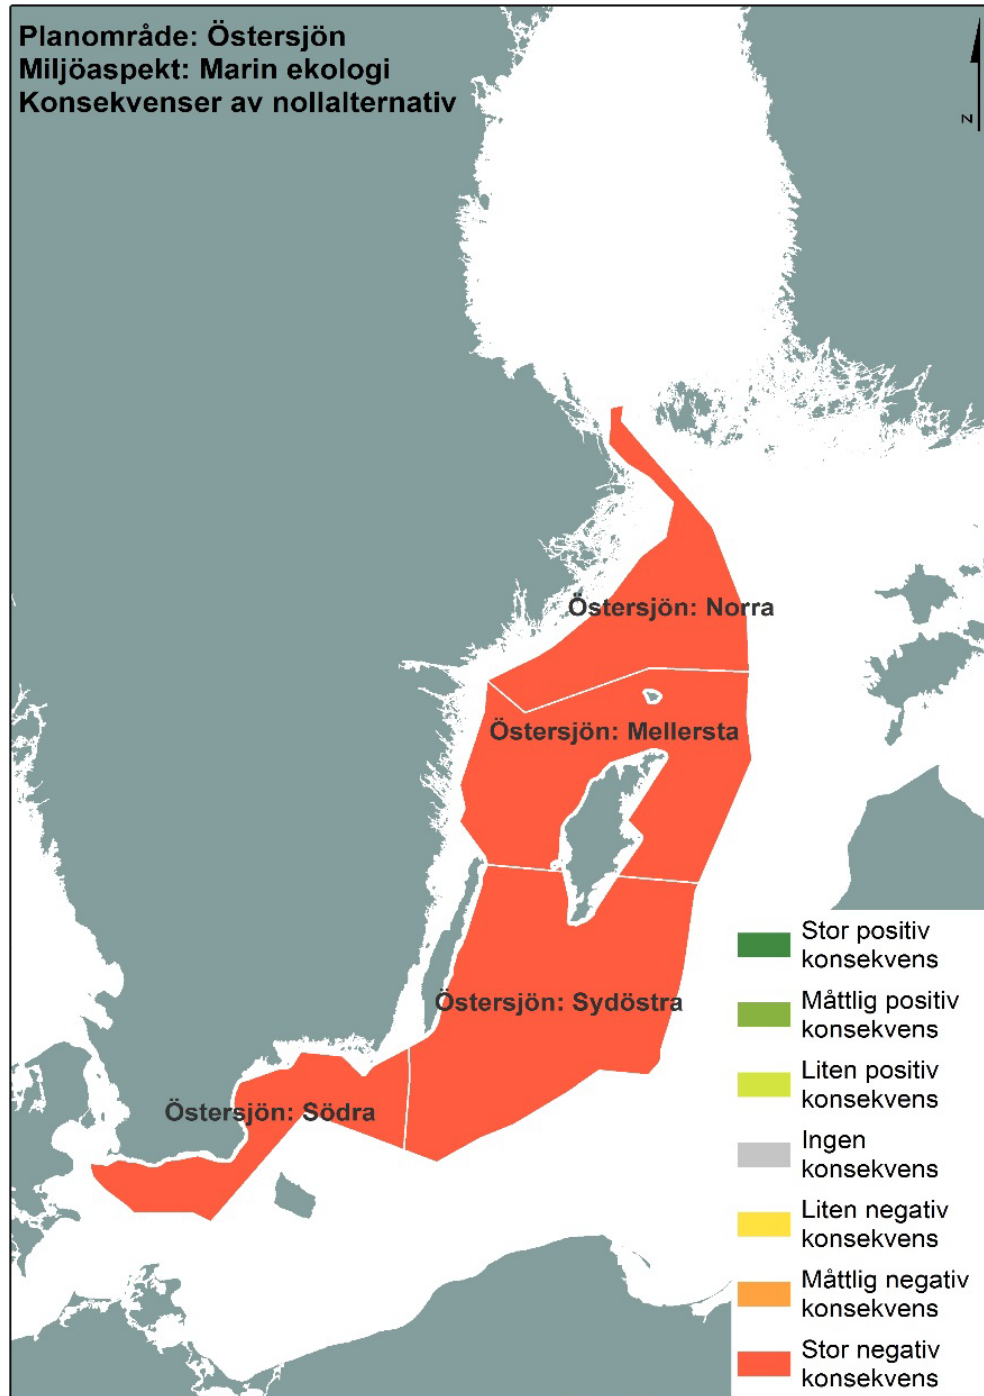 Planområde: Östersjön
Miljöaspekt: Marin ekologi
Konsekvenser av nollalternativ
N
Östersjön: Norra
Östersjön: Mellersta
Östersjön: Sydöstra
Östersjön: Södra
Stor positiv
konsekvens
Måttlig positiv
konsekvens
Liten positiv
konsekvens
Ingen
konsekvens
Liten negativ
konsekvens
Måttlig negativ
konsekvens
Stor negativ
konsekvens